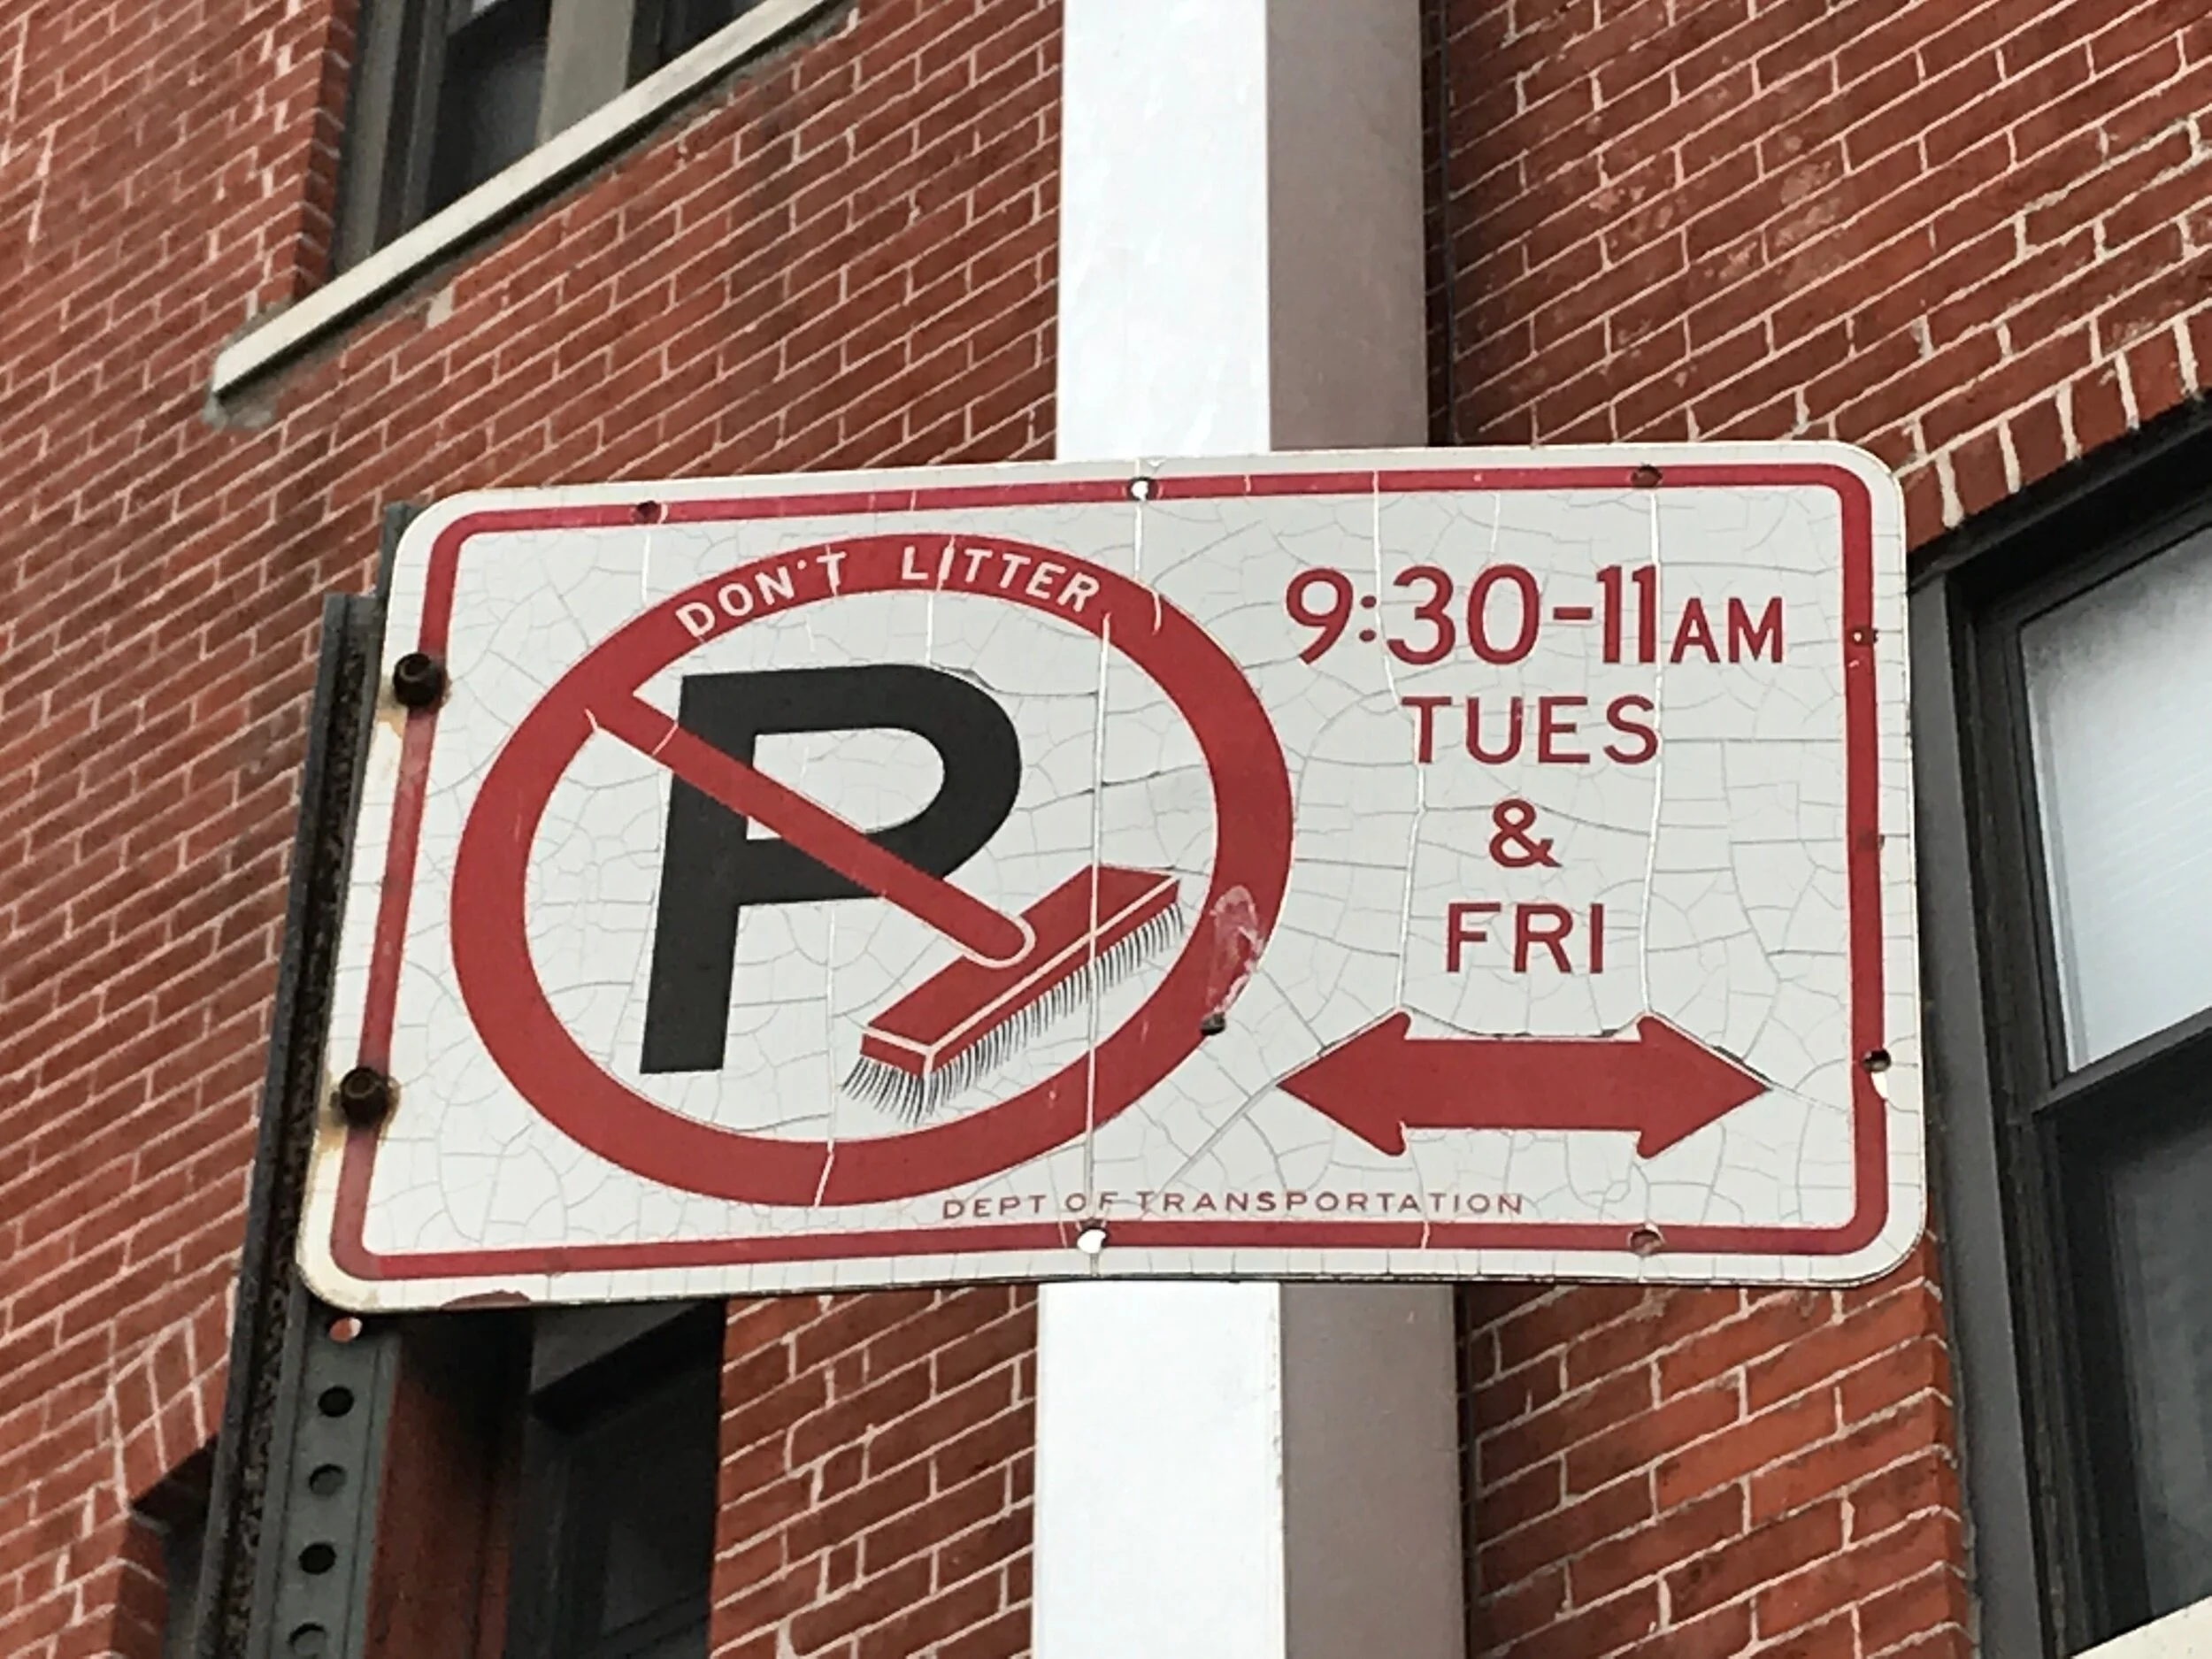 DON'T LITTER
P
9:30-11AM
TUES
&
FRI
DEPT OF TRANSPORTATION